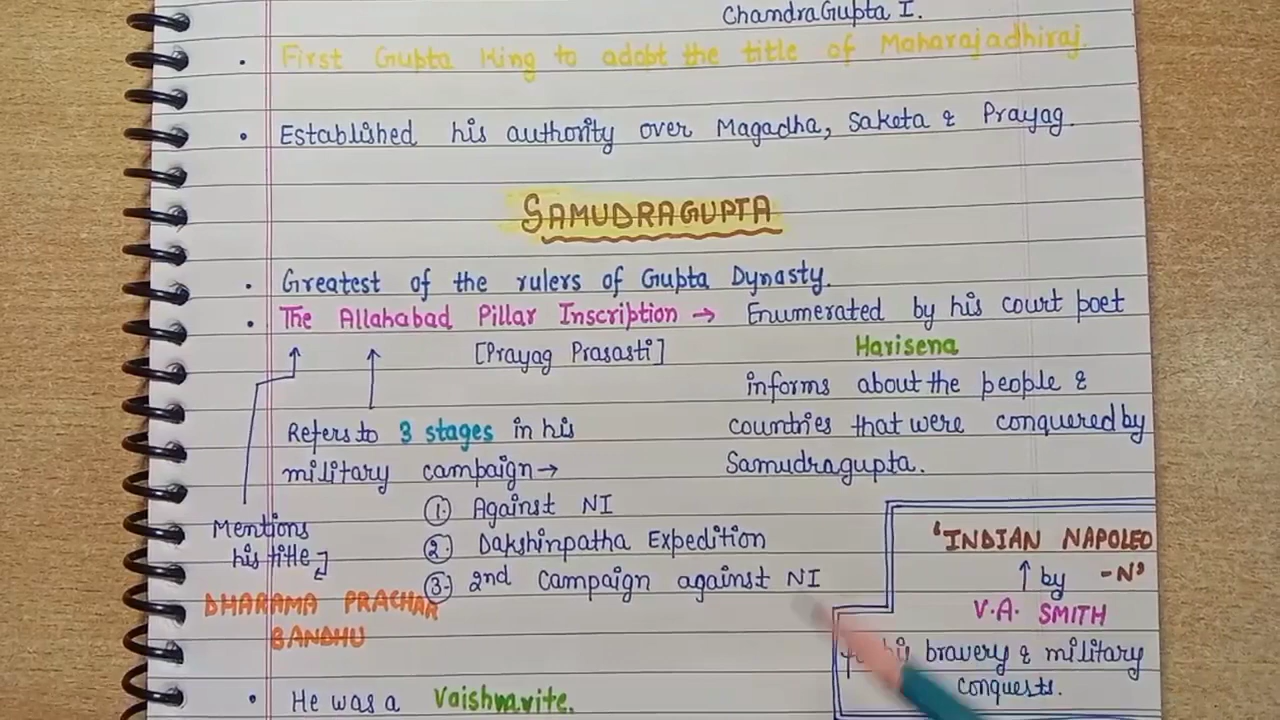 ChandraGupta I.
• First Gupta King to adopt the title of Maharajadhiraj.
• Established his authority over Magadha, Saketa & Prayag.
SAMUDRAGUPTA
• Greatest of the rulers of Gupta Dynasty.
• The Allahabad Pillar Inscription → Enumerated by his court poet
[Prayag Prasasti]
Harisena
informs about the people &
countries that were conquered by
Samudragupta.
Refers to 3 stages in his
military campaign→
① Against NI
② Dakshinpatha Expedition
③ 2nd Campaign against NI
Mentions
his title
DHARAMA PRACHAR
BANDHU
'INDIAN NAPOLEO
-N'
↑ by
V.A. SMITH
his bravery & military
conquests.
• He was a Vaishnavite.